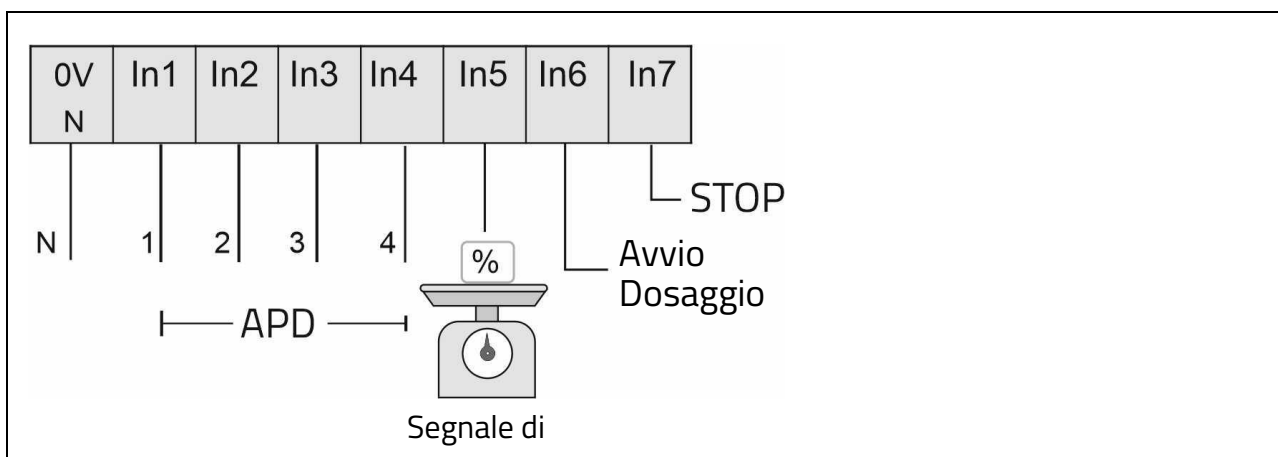 0V In1 In2 In3 In4 In5 In6 In7
N
STOP
N 1 2 3 4 % Avvio
Dosaggio
APD
Segnale di